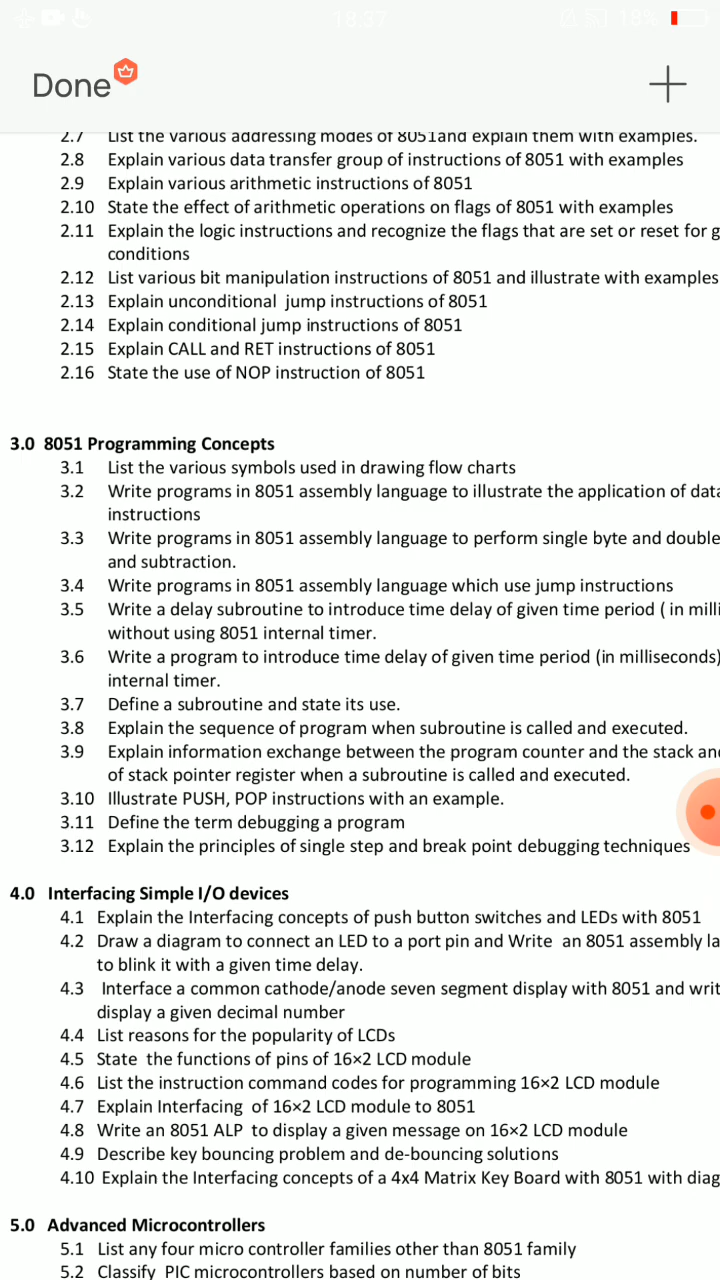 18:37
18%
Done
2.7 List the various addressing modes of 8051and explain them with examples.
2.8 Explain various data transfer group of instructions of 8051 with examples
2.9 Explain various arithmetic instructions of 8051
2.10 State the effect of arithmetic operations on flags of 8051 with examples
2.11 Explain the logic instructions and recognize the flags that are set or reset for g
conditions
2.12 List various bit manipulation instructions of 8051 and illustrate with examples
2.13 Explain unconditional jump instructions of 8051
2.14 Explain conditional jump instructions of 8051
2.15 Explain CALL and RET instructions of 8051
2.16 State the use of NOP instruction of 8051
3.0 8051 Programming Concepts
3.1 List the various symbols used in drawing flow charts
3.2 Write programs in 8051 assembly language to illustrate the application of data
instructions
3.3 Write programs in 8051 assembly language to perform single byte and double
and subtraction.
3.4 Write programs in 8051 assembly language which use jump instructions
3.5 Write a delay subroutine to introduce time delay of given time period ( in milli
without using 8051 internal timer.
3.6 Write a program to introduce time delay of given time period (in milliseconds)
internal timer.
3.7 Define a subroutine and state its use.
3.8 Explain the sequence of program when subroutine is called and executed.
3.9 Explain information exchange between the program counter and the stack and
of stack pointer register when a subroutine is called and executed.
3.10 Illustrate PUSH, POP instructions with an example.
3.11 Define the term debugging a program
3.12 Explain the principles of single step and break point debugging techniques
4.0 Interfacing Simple I/O devices
4.1 Explain the Interfacing concepts of push button switches and LEDs with 8051
4.2 Draw a diagram to connect an LED to a port pin and Write an 8051 assembly la
to blink it with a given time delay.
4.3 Interface a common cathode/anode seven segment display with 8051 and writ
display a given decimal number
4.4 List reasons for the popularity of LCDs
4.5 State the functions of pins of 16×2 LCD module
4.6 List the instruction command codes for programming 16×2 LCD module
4.7 Explain Interfacing of 16×2 LCD module to 8051
4.8 Write an 8051 ALP to display a given message on 16×2 LCD module
4.9 Describe key bouncing problem and de-bouncing solutions
4.10 Explain the Interfacing concepts of a 4x4 Matrix Key Board with 8051 with diag
5.0 Advanced Microcontrollers
5.1 List any four micro controller families other than 8051 family
5.2 Classify PIC microcontrollers based on number of bits